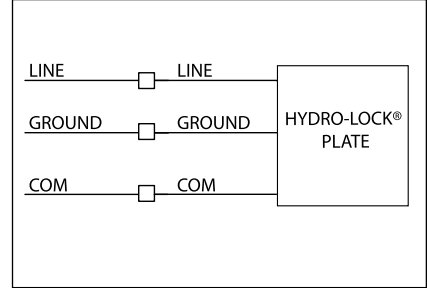 LINE
LINE
GROUND
GROUND
COM
COM
HYDRO-LOCK®
PLATE